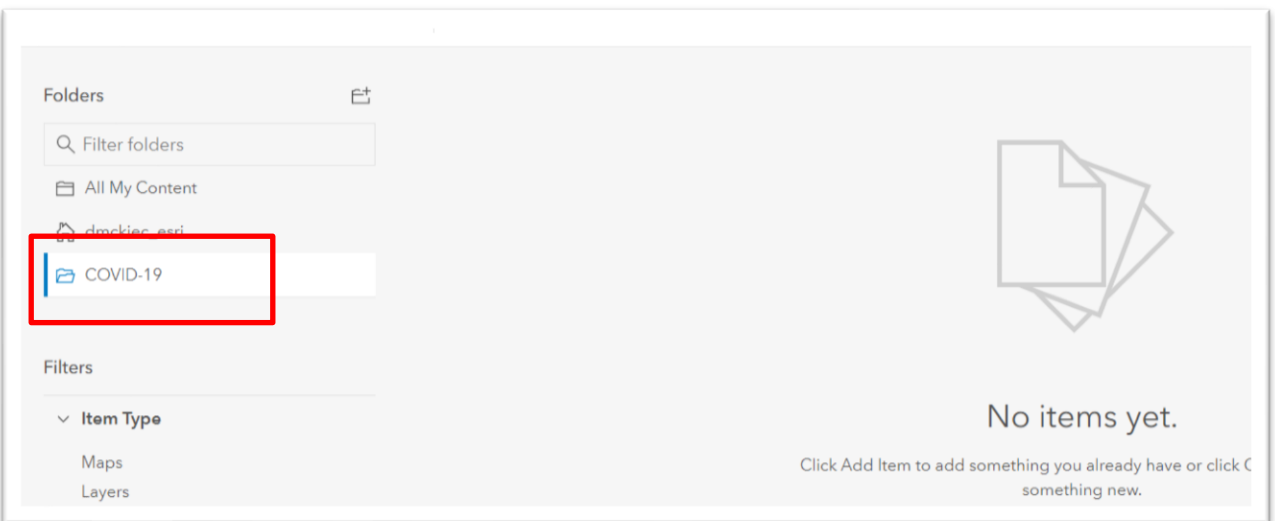 Folders
Filter folders
All My Content
dmckiec_esri
COVID-19
Filters
Item Type
Maps
Layers
No items yet.
Click Add Item to add something you already have or click
something new.